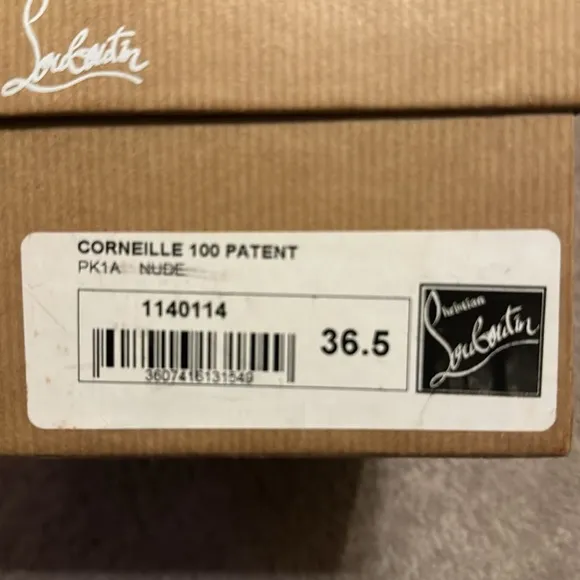 Louboutin
CORNEILLE 100 PATENT
PK1A NUDE
1140114
3607416131549
36.5
Christian
Louboutin